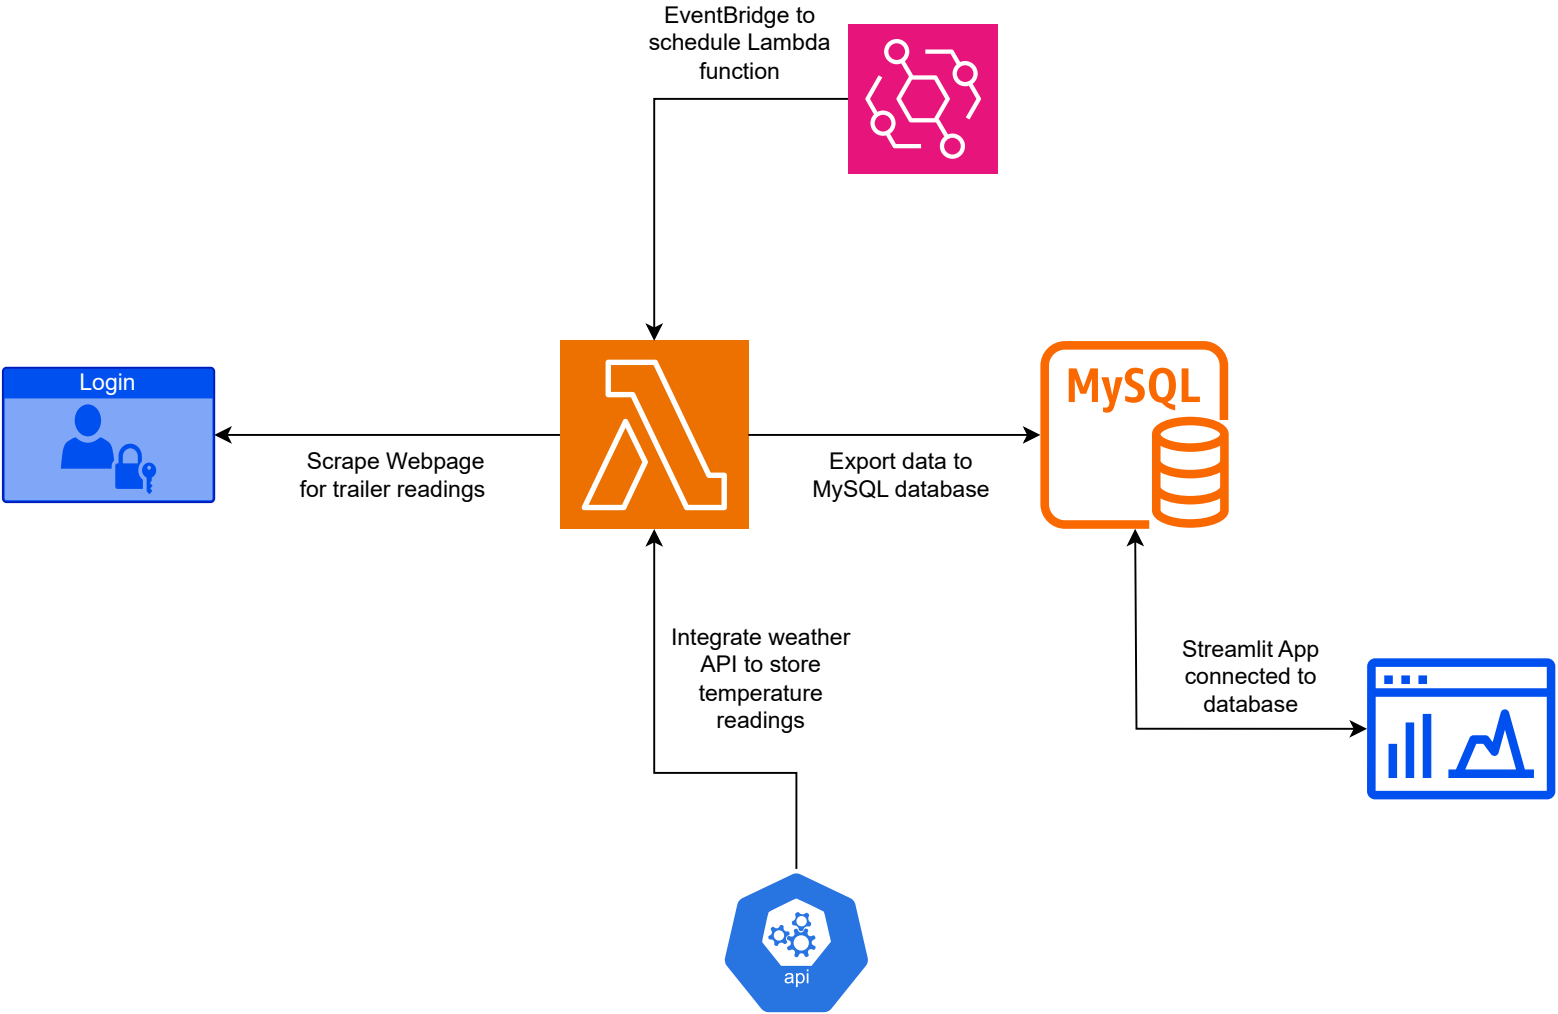 EventBridge to
schedule Lambda
function
Login
Scrape Webpage
for trailer readings
Export data to
MySQL database
MySQL
Integrate weather
API to store
temperature
readings
Streamlit App
connected to
database
api